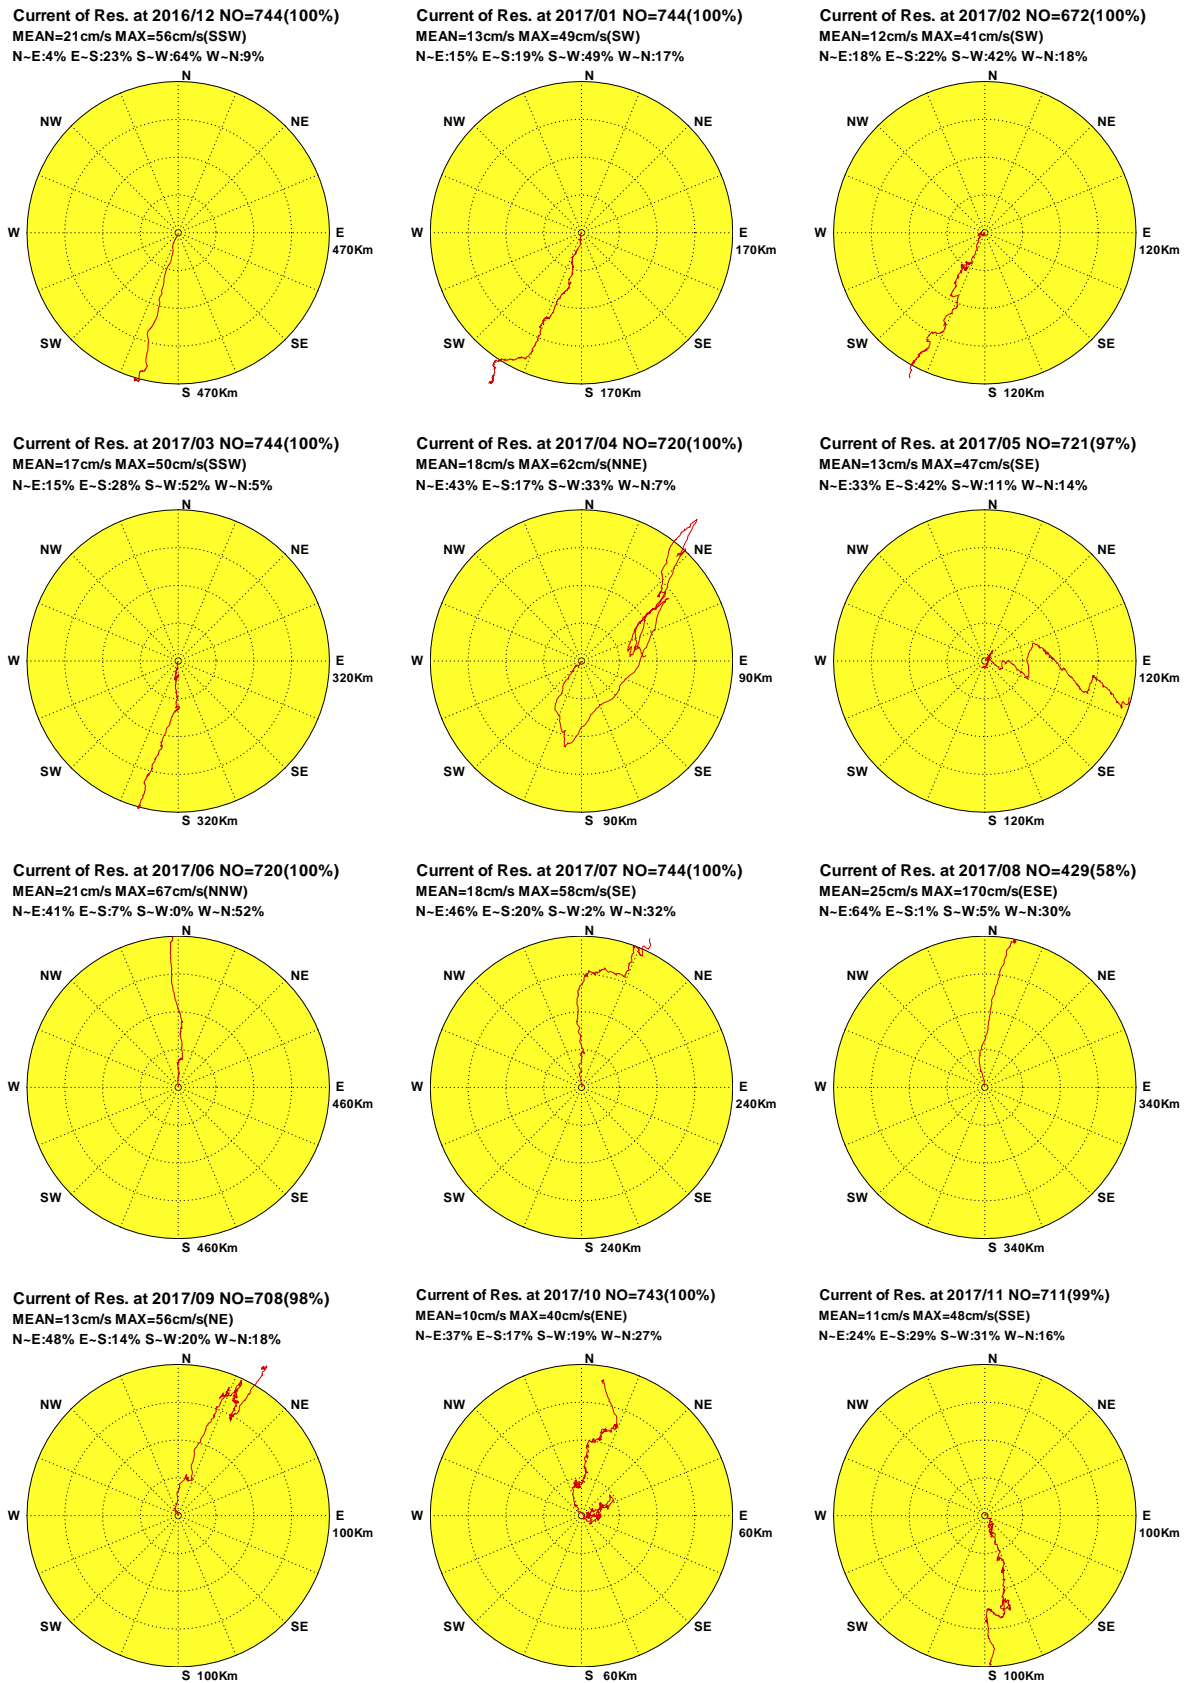 Current of Res. at 2016/12 NO=744(100%)
MEAN=21cm/s MAX=56cm/s(SSW)
N~E:4% E~S:23% S~W:64% W~N:9%
N
NW
NE
W
E
470Km
SW
SE
S 470Km
Current of Res. at 2017/01 NO=744(100%)
MEAN=13cm/s MAX=49cm/s(SW)
N~E:15% E~S:19% S~W:49% W~N:17%
N
NW
NE
W
E
170Km
SW
SE
S 170Km
Current of Res. at 2017/02 NO=672(100%)
MEAN=12cm/s MAX=41cm/s(SW)
N~E:18% E~S:22% S~W:42% W~N:18%
N
NW
NE
W
E
120Km
SW
SE
S 120Km
Current of Res. at 2017/03 NO=744(100%)
MEAN=17cm/s MAX=50cm/s(SSW)
N~E:15% E~S:28% S~W:52% W~N:5%
N
NW
NE
W
E
320Km
SW
SE
S 320Km
Current of Res. at 2017/04 NO=720(100%)
MEAN=18cm/s MAX=62cm/s(NNE)
N~E:43% E~S:17% S~W:33% W~N:7%
N
NW
NE
W
E
90Km
SW
SE
S 90Km
Current of Res. at 2017/05 NO=721(97%)
MEAN=13cm/s MAX=47cm/s(SE)
N~E:33% E~S:42% S~W:11% W~N:14%
N
NW
NE
W
E
120Km
SW
SE
S 120Km
Current of Res. at 2017/06 NO=720(100%)
MEAN=21cm/s MAX=67cm/s(NNW)
N~E:41% E~S:7% S~W:0% W~N:52%
N
NW
NE
W
E
460Km
SW
SE
S 460Km
Current of Res. at 2017/07 NO=744(100%)
MEAN=18cm/s MAX=58cm/s(SE)
N~E:46% E~S:20% S~W:2% W~N:32%
N
NW
NE
W
E
240Km
SW
SE
S 240Km
Current of Res. at 2017/08 NO=429(58%)
MEAN=25cm/s MAX=170cm/s(ESE)
N~E:64% E~S:1% S~W:5% W~N:30%
N
NW
NE
W
E
340Km
SW
SE
S 340Km
Current of Res. at 2017/09 NO=708(98%)
MEAN=13cm/s MAX=56cm/s(NE)
N~E:48% E~S:14% S~W:20% W~N:18%
N
NW
NE
W
E
100Km
SW
SE
S 100Km
Current of Res. at 2017/10 NO=743(100%)
MEAN=10cm/s MAX=40cm/s(ENE)
N~E:37% E~S:17% S~W:19% W~N:27%
N
NW
NE
W
E
60Km
SW
SE
S 60Km
Current of Res. at 2017/11 NO=711(99%)
MEAN=11cm/s MAX=48cm/s(SSE)
N~E:24% E~S:29% S~W:31% W~N:16%
N
NW
NE
W
E
100Km
SW
SE
S 100Km